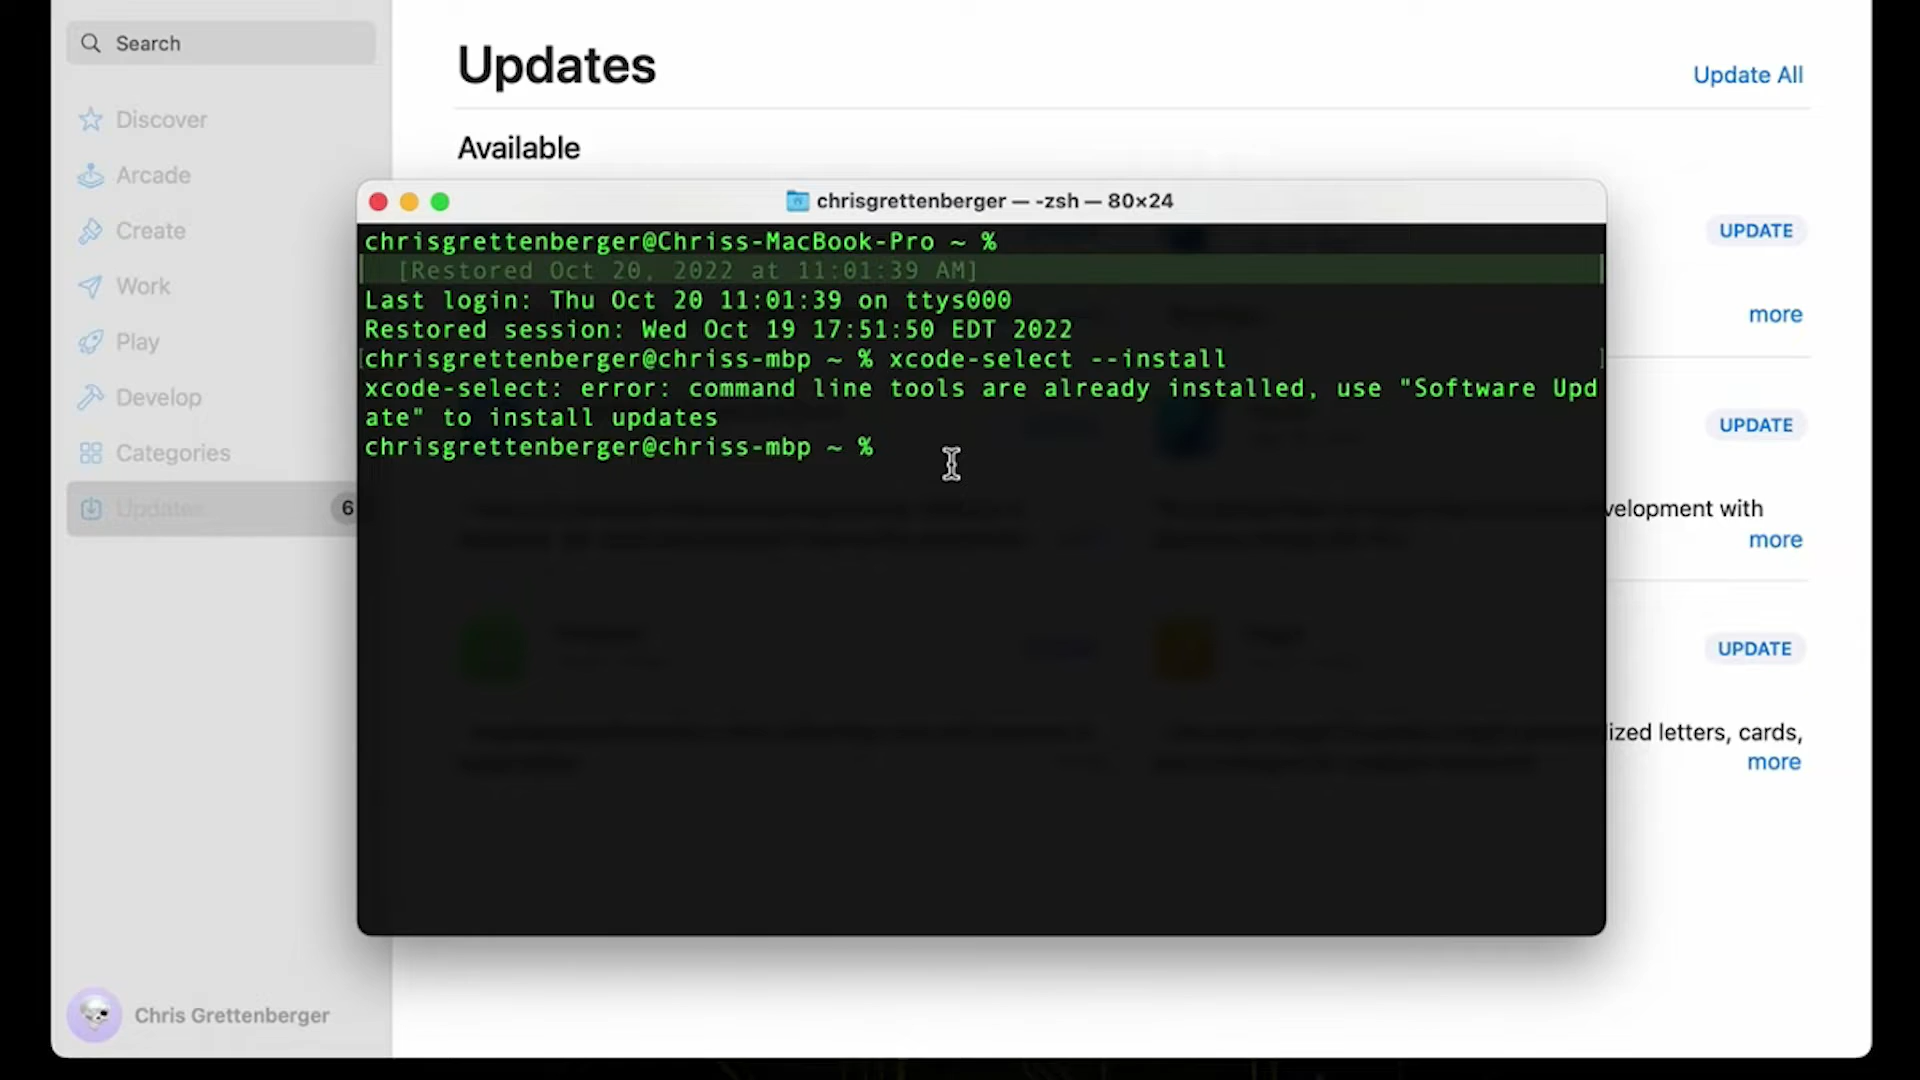 Search
Updates
Update All
Discover
Available
Arcade
chrisgrettenberger — -zsh — 80×24
Create
UPDATE
chrisgrettenberger@Chriss-MacBook-Pro ~ %
[Restored Oct 20, 2022 at 11:01:39 AM]
Work
Last login: Thu Oct 20 11:01:39 on ttys000
more
Restored session: Wed Oct 19 17:51:50 EDT 2022
Play
chrisgrettenberger@chriss-mbp ~ % xcode-select --install
xcode-select: error: command line tools are already installed, use "Software Upd
ate" to install updates
Develop
UPDATE
chrisgrettenberger@chriss-mbp ~ %
Categories
Updates
6
velopment with
more
UPDATE
ized letters, cards,
more
Chris Grettenberger